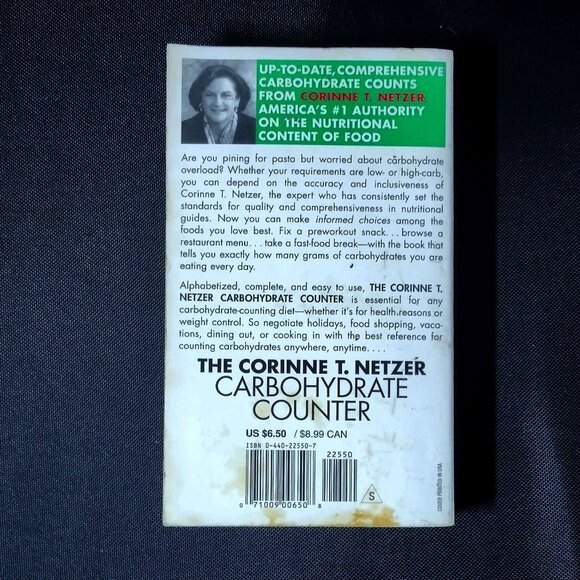 UP-TO-DATE, COMPREHENSIVE
CARBOHYDRATE COUNTS
FROM CORINNE T. NETZER,
AMERICA'S #1 AUTHORITY
ON THE NUTRITIONAL
CONTENT OF FOOD
Are you pining for pasta but worried about carbohydrate
overload? Whether your requirements are low- or high-carb,
you can depend on the accuracy and inclusiveness of
Corinne T. Netzer, the expert who has consistently set the
standards for quality and comprehensiveness in nutritional
guides. Now you can make informed choices among the
foods you love best. Fix a preworkout snack. . . browse a
restaurant menu. . . take a fast-food break—with the book that
tells you exactly how many grams of carbohydrates you are
eating every day.
Alphabetized, complete, and easy to use, THE CORINNE T.
NETZER CARBOHYDRATE COUNTER is essential for any
carbohydrate-counting diet—whether it's for health reasons or
weight control. So negotiate holidays, food shopping, vaca-
tions, dining out, or cooking in with the best reference for
counting carbohydrates anywhere, anytime. . . .
THE CORINNE T. NETZER
CARBOHYDRATE
COUNTER
US $6.50 / $8.99 CAN
ISBN 0-440-22550-7
22550
0 71009 00650 8
S
COVER PRINTED IN USA